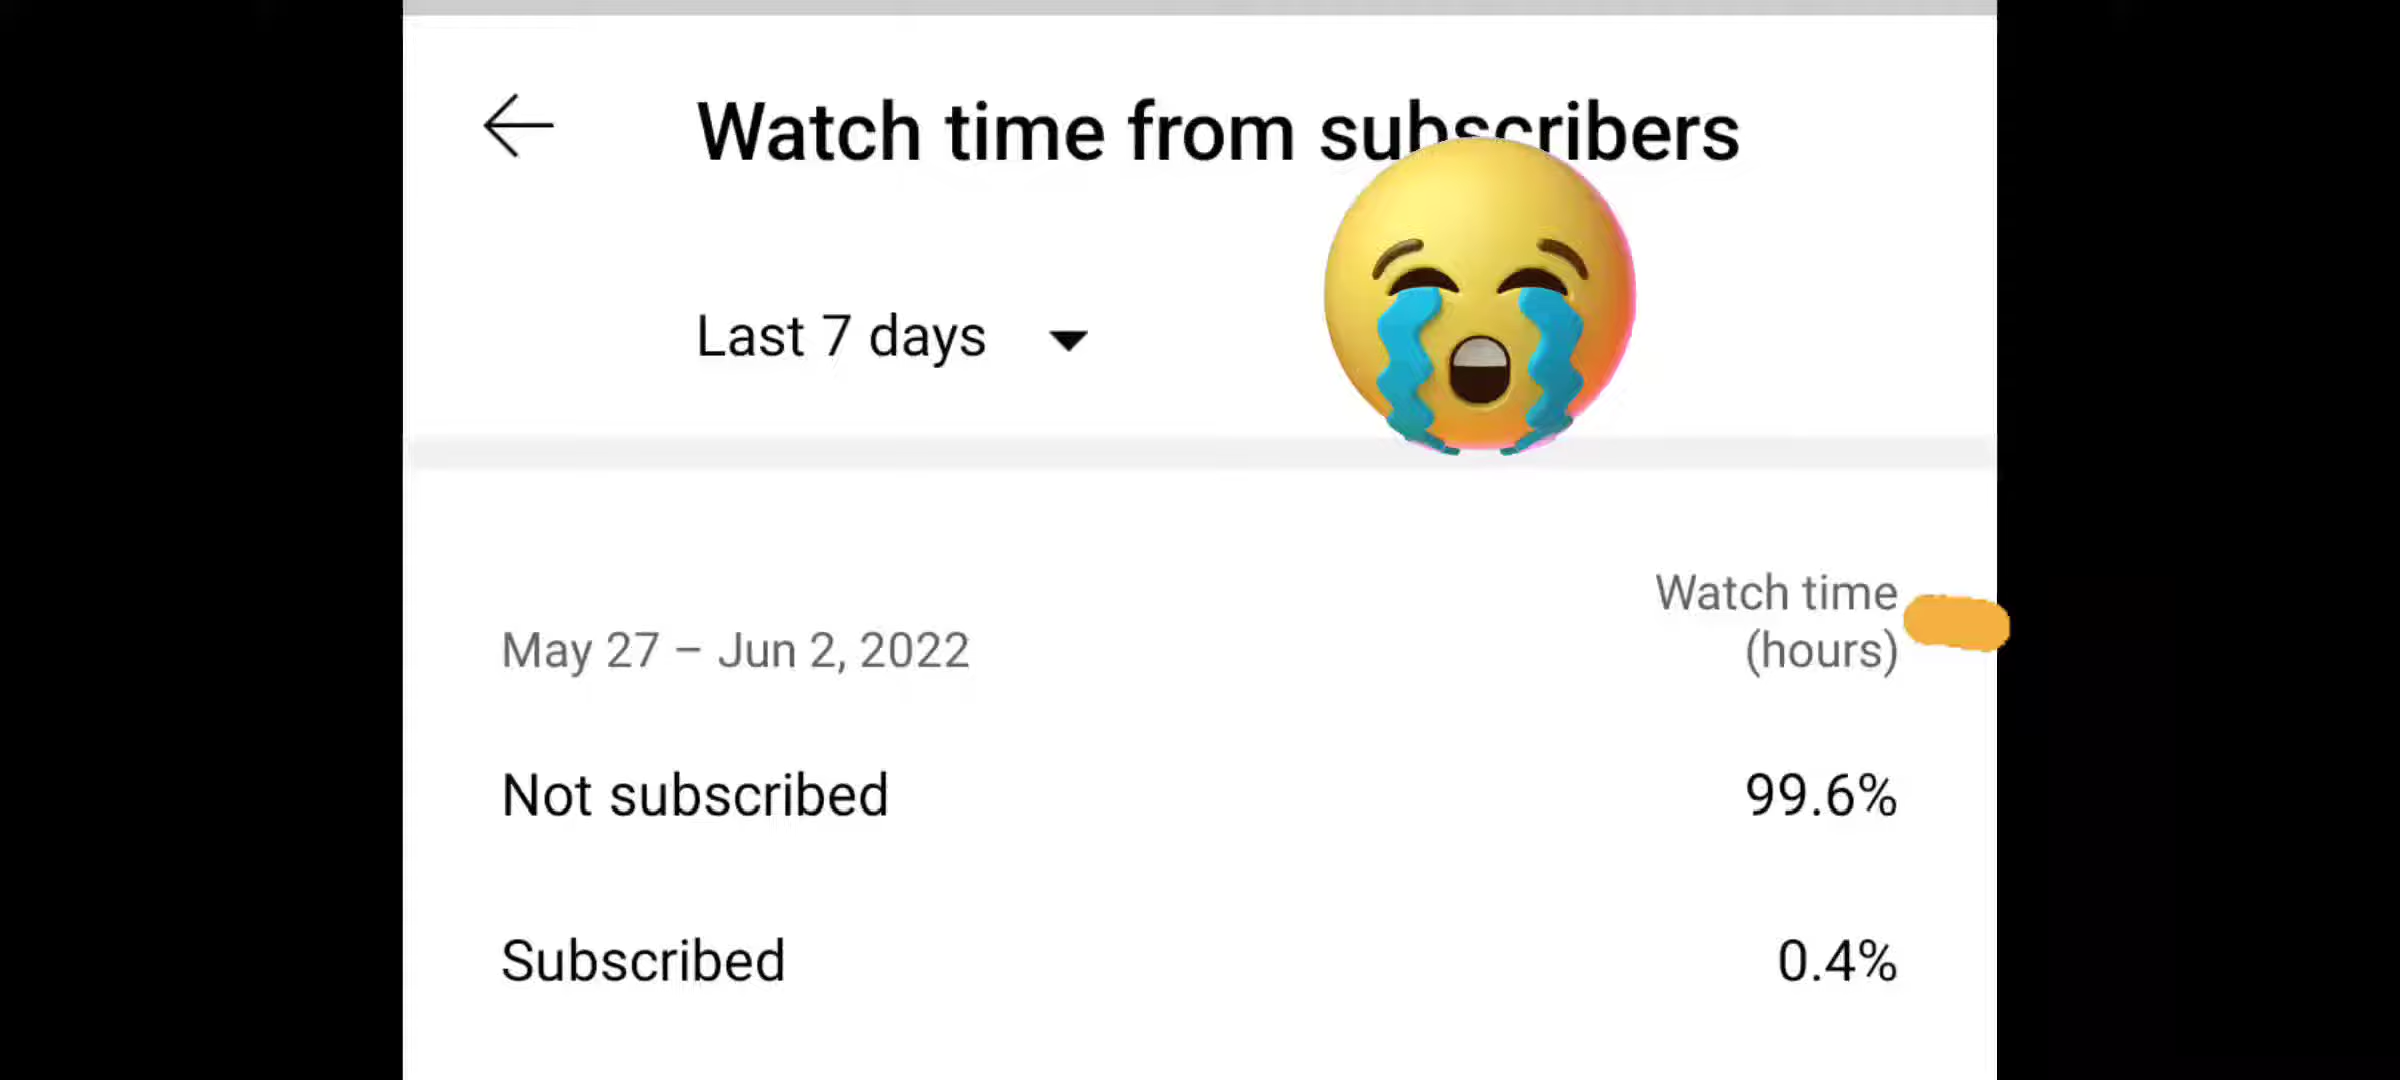 Watch time from subscribers
Last 7 days
Watch time
(hours)
May 27 – Jun 2, 2022
Not subscribed 99.6%
Subscribed 0.4%